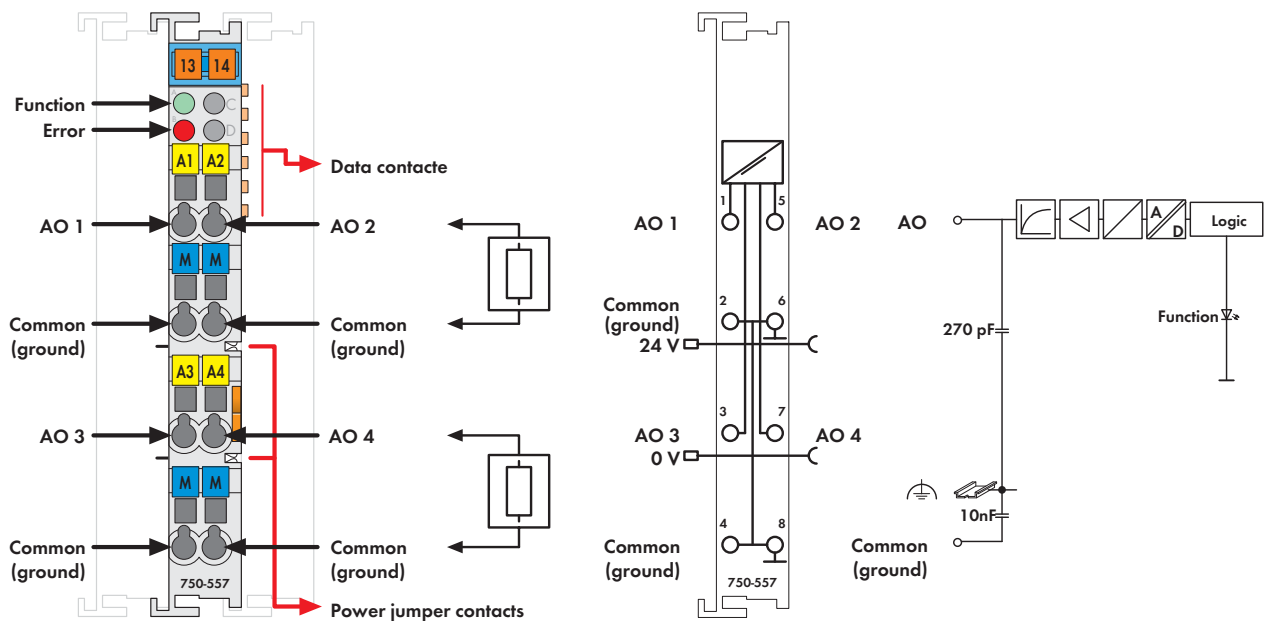 13 14
A C
Function
B D
Error
A1 A2
Data contacte
AO 1
AO 2
M M
Common
(ground)
Common
(ground)
A3 A4
AO 3
AO 4
M M
Common
(ground)
Common
(ground)
750-557
Power jumper contacts
1 5
AO 1
AO 2
2 6
Common
(ground)
24 V
3 7
AO 3
AO 4
0 V
4 8
Common
(ground)
750-557
AO
A
D
Logic
Function
270 pF
10nF
Common
(ground)